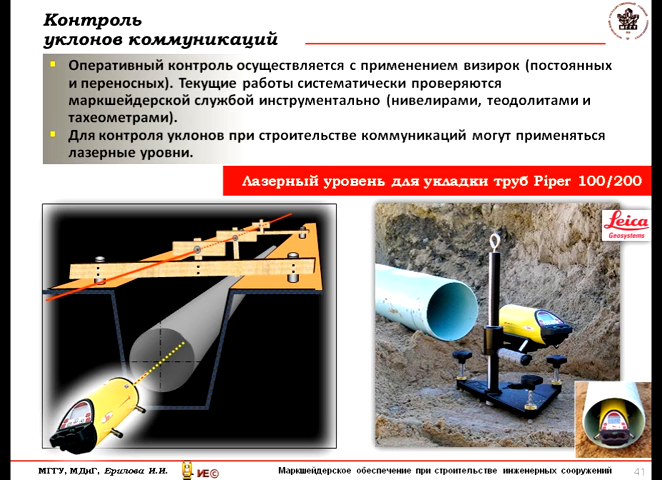 Контроль
уклонов коммуникаций
Оперативный контроль осуществляется с применением визирок (постоянных
и переносных). Текущие работы систематически проверяются
маркшейдерской службой инструментально (нивелирами, теодолитами и
тахеометрами).
Для контроля уклонов при строительстве коммуникаций могут применяться
лазерные уровни.
Лазерный уровень для укладки труб Piper 100/200
Leica
Geosystems
МГГУ, МДиГ, Ерилова И.И.
ИЕ©
Маркшейдерское обеспечение при строительстве инженерных сооружений
41